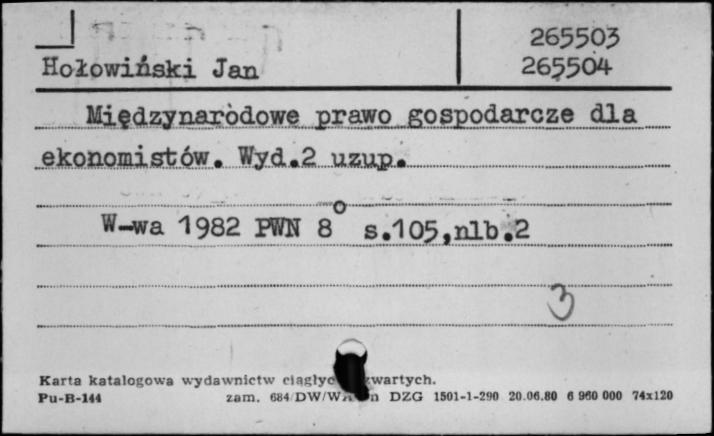 265503
Hołowiński Jan 265504
Międzynarodowe prawo gospodarcze dla
ekonomistów. Wyd.2 uzup.
W-wa 1982 PWN 8° s.105,nlb.2
3
Karta katalogowa wydawnictw zwartych.
Pu-B-144 zam. 684/DW/WA DZG 1501-1-290 20.06.80 6 960 000 74x120